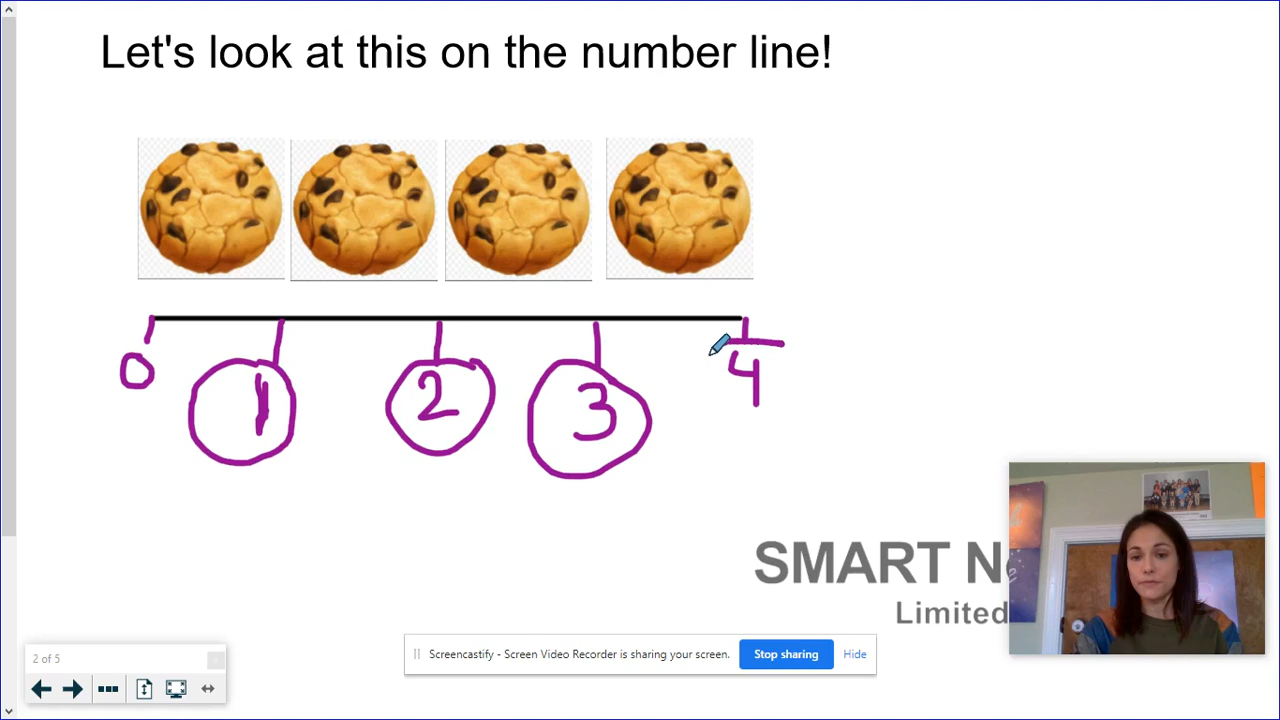 Let's look at this on the number line!
0 1 2 3 4
SMART No
Limited
2 of 5
Screencastify - Screen Video Recorder is sharing your screen. Stop sharing Hide